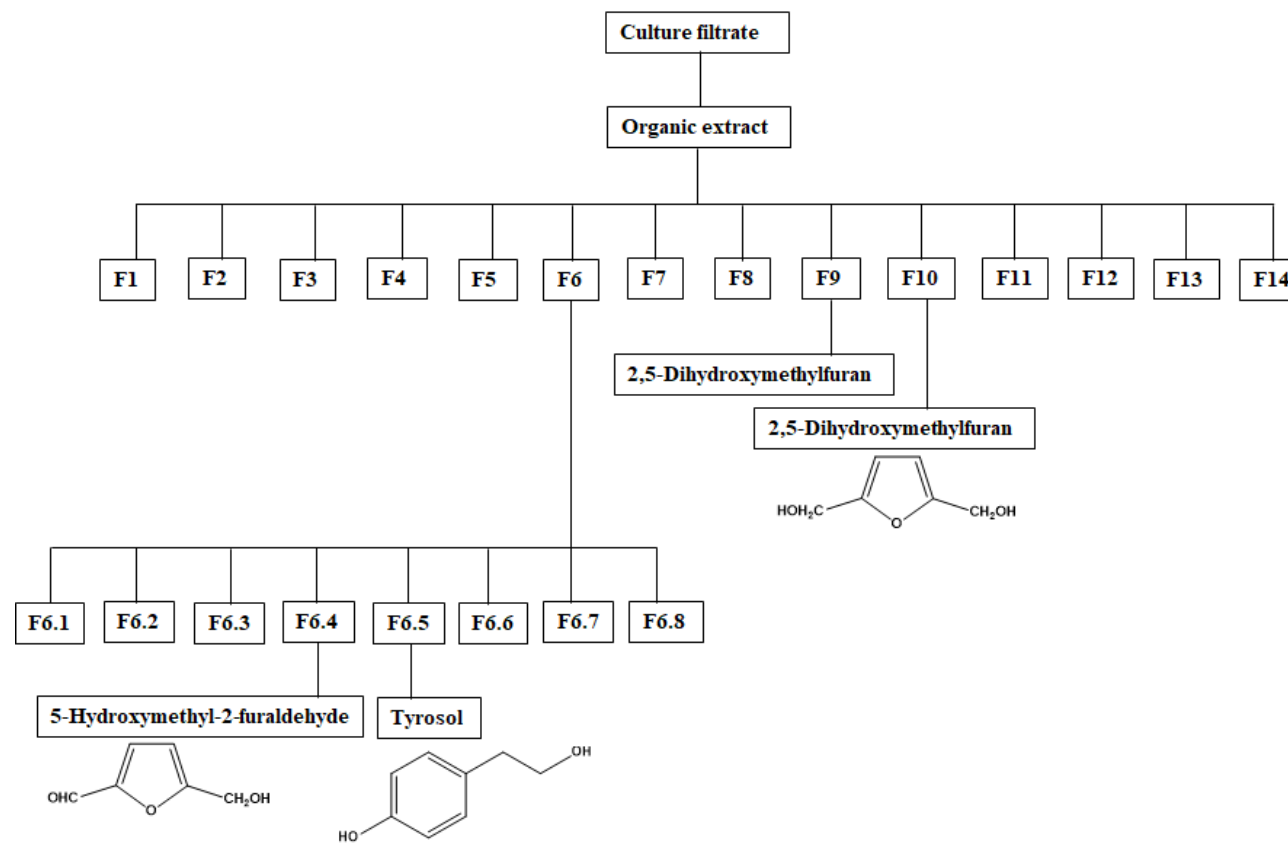 Culture filtrate
Organic extract
F1 F2 F3 F4 F5 F6 F7 F8 F9 F10 F11 F12 F13 F14
2,5-Dihydroxymethylfuran
2,5-Dihydroxymethylfuran
HOH₂C O CH₂OH
F6.1 F6.2 F6.3 F6.4 F6.5 F6.6 F6.7 F6.8
5-Hydroxymethyl-2-furaldehyde Tyrosol
OH
OHC O CH₂OH
HO